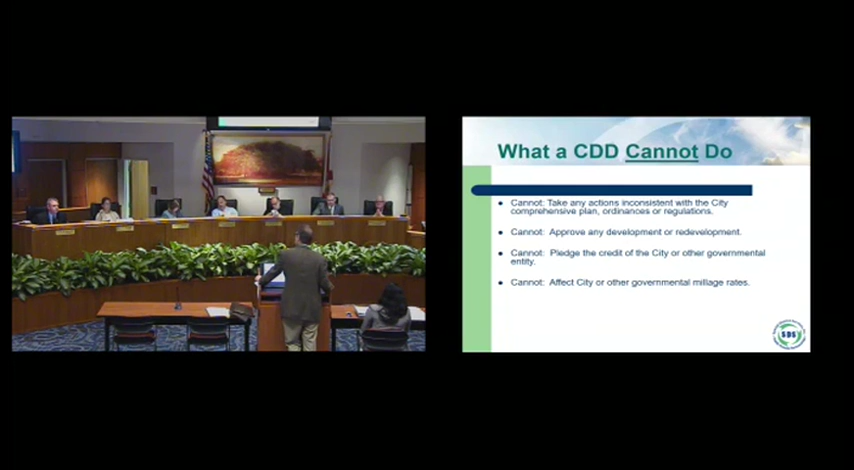 What a CDD Cannot Do
• Cannot: Take any actions inconsistent with the City
comprehensive plan, ordinances or regulations.
• Cannot: Approve any development or redevelopment.
• Cannot: Pledge the credit of the City or other governmental
entity.
• Cannot: Affect City or other governmental millage rates.
SDS